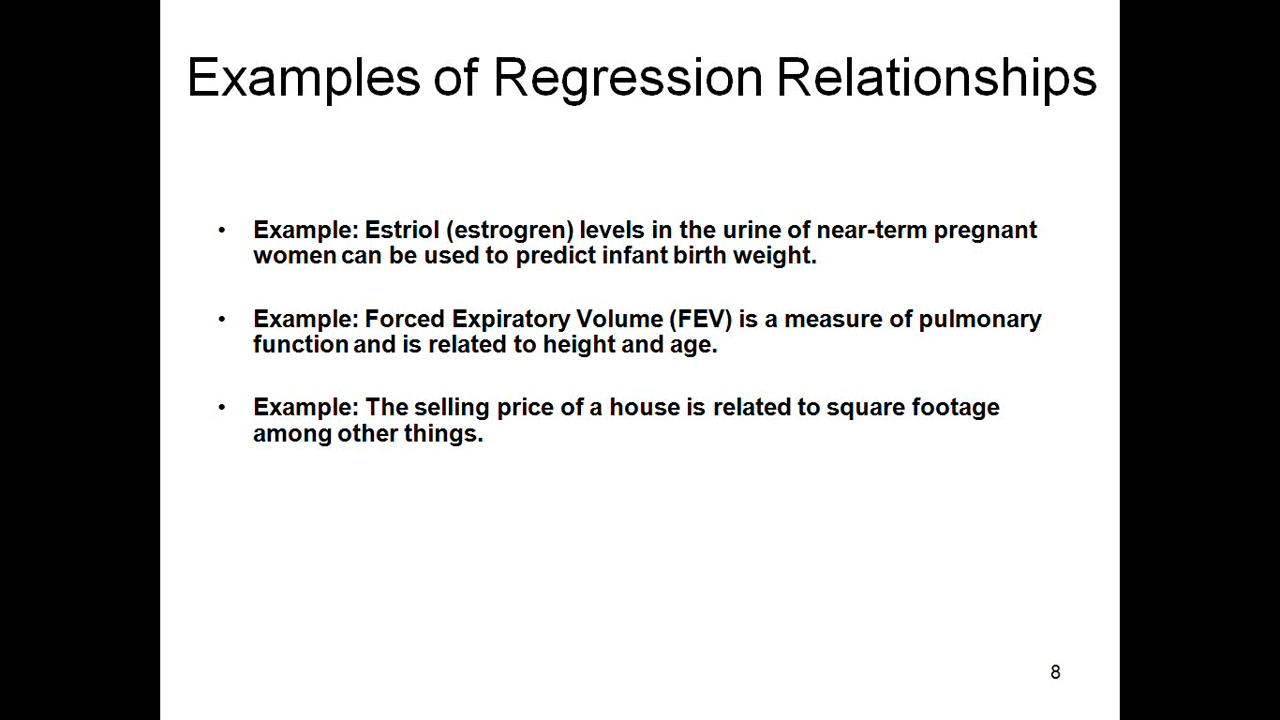 Examples of Regression Relationships
• Example: Estriol (estrogren) levels in the urine of near-term pregnant
women can be used to predict infant birth weight.
• Example: Forced Expiratory Volume (FEV) is a measure of pulmonary
function and is related to height and age.
• Example: The selling price of a house is related to square footage
among other things.
8